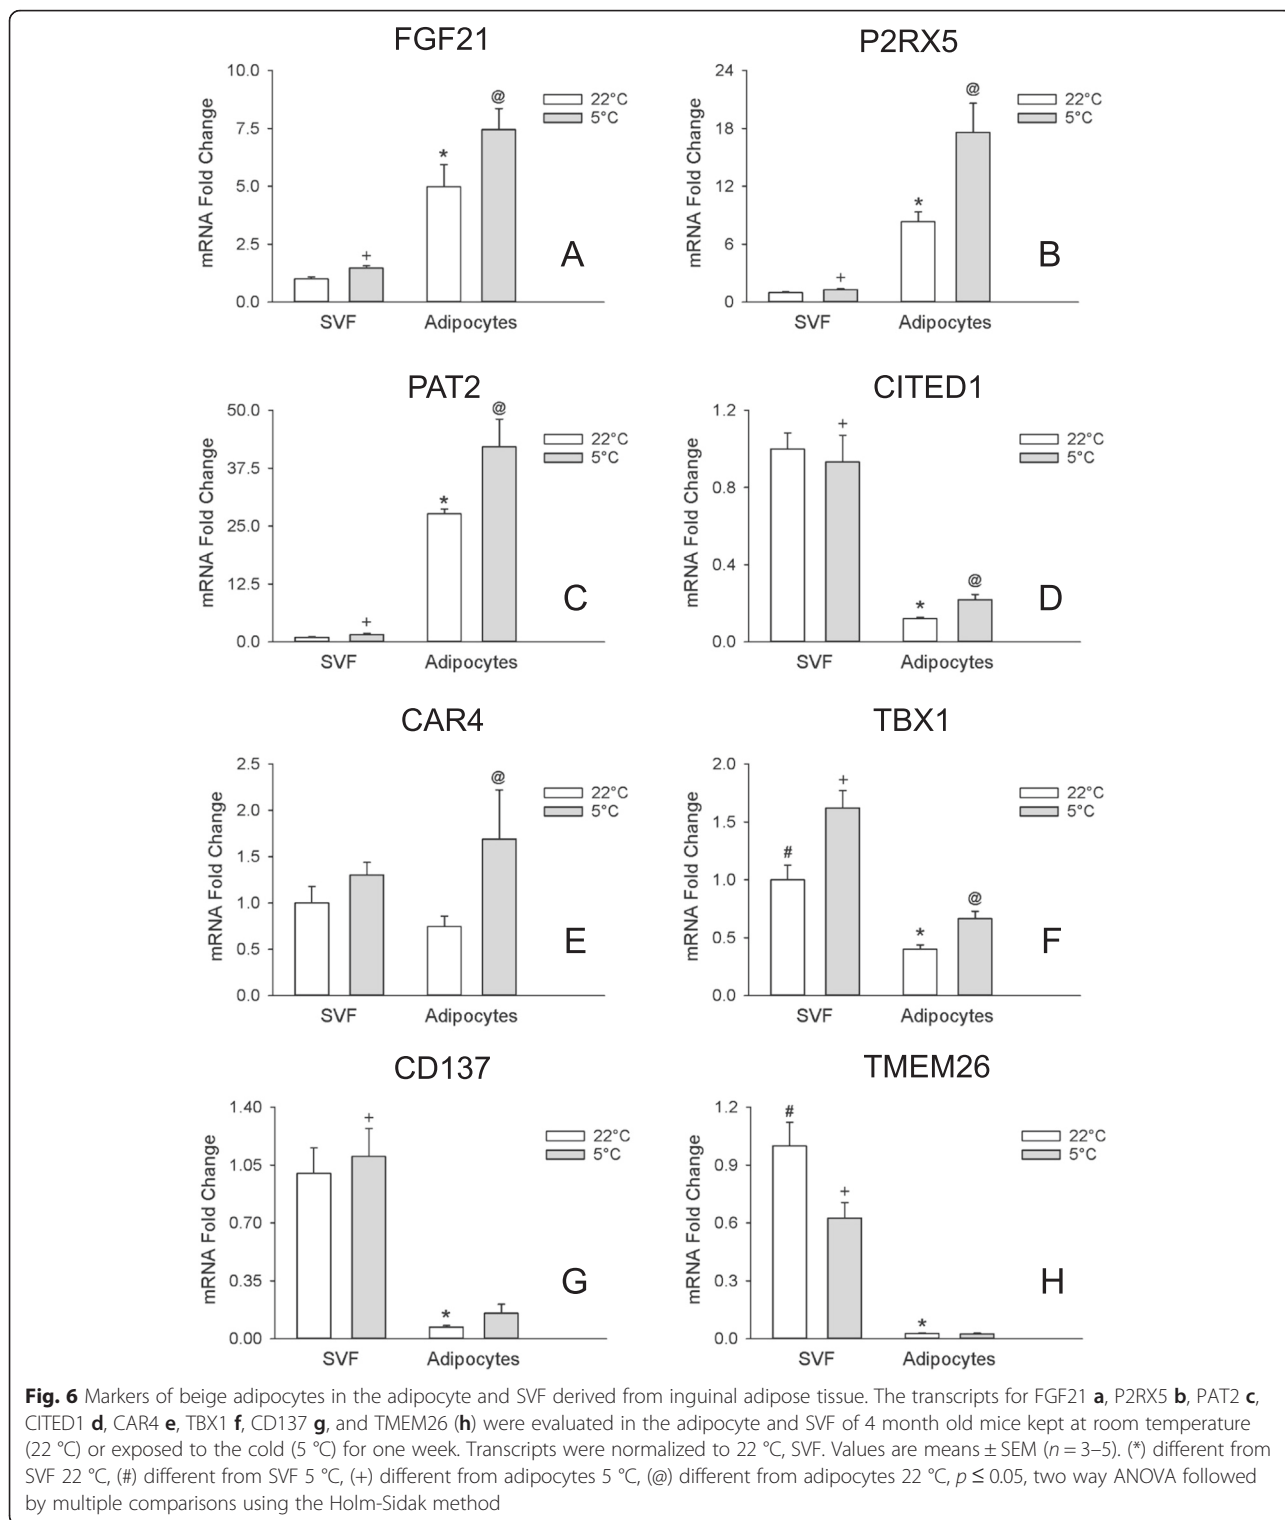 FGF21
mRNA Fold Change
10.0
7.5
5.0
2.5
0.0
+
*
@
22°C
5°C
A
SVF
Adipocytes
P2RX5
mRNA Fold Change
24
18
12
6
0
+
*
@
22°C
5°C
B
SVF
Adipocytes
PAT2
mRNA Fold Change
50.0
37.5
25.0
12.5
0.0
+
*
@
22°C
5°C
C
SVF
Adipocytes
CITED1
mRNA Fold Change
1.2
0.8
0.4
0.0
+
*
@
22°C
5°C
D
SVF
Adipocytes
CAR4
mRNA Fold Change
2.5
2.0
1.5
1.0
0.5
0.0
@
22°C
5°C
E
SVF
Adipocytes
TBX1
mRNA Fold Change
2.0
1.5
1.0
0.5
0.0
#
+
*
@
22°C
5°C
F
SVF
Adipocytes
CD137
mRNA Fold Change
1.40
1.05
0.70
0.35
0.00
+
*
22°C
5°C
G
SVF
Adipocytes
TMEM26
mRNA Fold Change
1.2
0.9
0.6
0.3
0.0
#
+
*
22°C
5°C
H
SVF
Adipocytes
Fig. 6 Markers of beige adipocytes in the adipocyte and SVF derived from inguinal adipose tissue. The transcripts for FGF21 a, P2RX5 b, PAT2 c,
CITED1 d, CAR4 e, TBX1 f, CD137 g, and TMEM26 (h) were evaluated in the adipocyte and SVF of 4 month old mice kept at room temperature
(22 °C) or exposed to the cold (5 °C) for one week. Transcripts were normalized to 22 °C, SVF. Values are means ± SEM (n = 3–5). (*) different from
SVF 22 °C, (#) different from SVF 5 °C, (+) different from adipocytes 5 °C, (@) different from adipocytes 22 °C, p ≤ 0.05, two way ANOVA followed
by multiple comparisons using the Holm-Sidak method